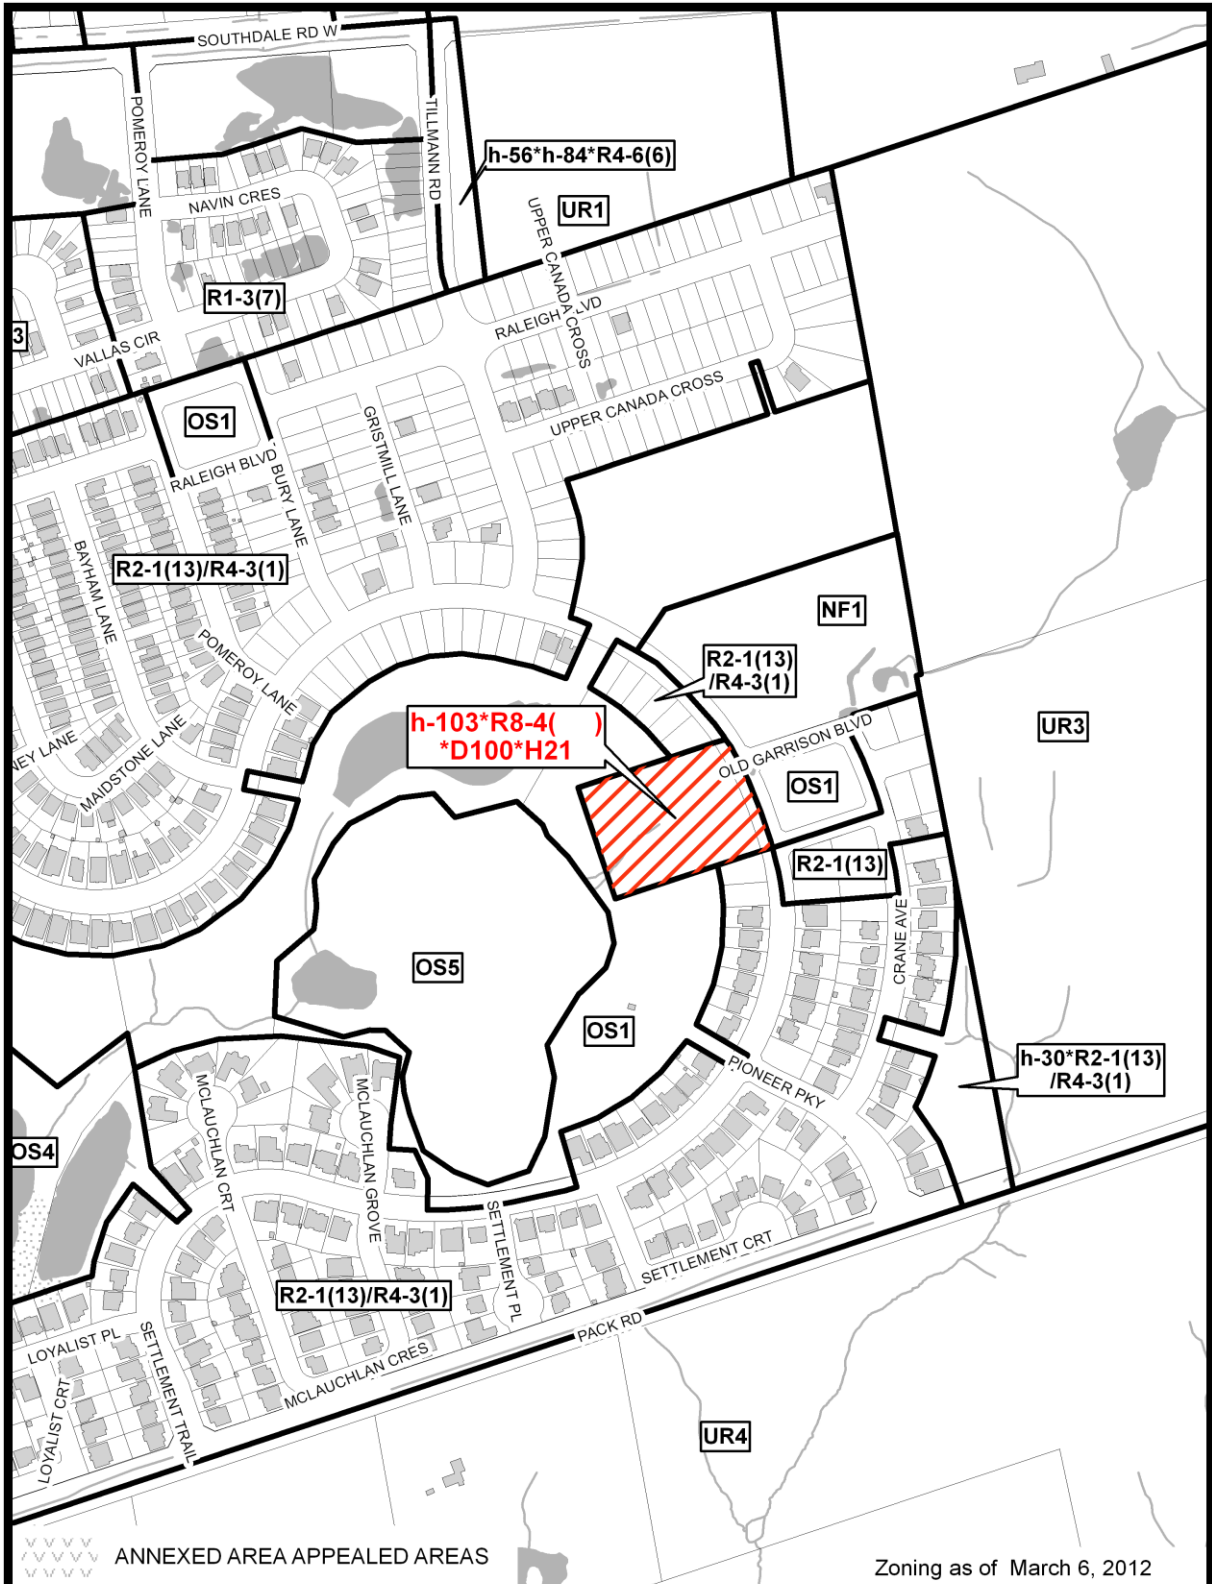 SOUTHDALE RD W
POMEROY LANE
TILLMANN RD
h-56*h-84*R4-6(6)
NAVIN CRES
UPPER CANADA CROSS
UR1
R1-3(7)
RALEIGH BLVD
3
VALLAS CIR
UPPER CANADA CROSS
OS1
GRISTMILL LANE
RALEIGH BLVD
BURY LANE
BAYHAM LANE
R2-1(13)/R4-3(1)
NF1
POMEROY LANE
R2-1(13)
/R4-3(1)
h-103*R8-4( )
*D100*H21
UR3
NEY LANE
MAIDSTONE LANE
OLD GARRISON BLVD
OS1
R2-1(13)
CRANE AVE
OS5
OS1
PIONEER PKY
h-30*R2-1(13)
/R4-3(1)
MCLAUCHLAN CRT
MCLAUCHLAN GROVE
OS4
SETTLEMENT PL
SETTLEMENT CRT
R2-1(13)/R4-3(1)
PACK RD
LOYALIST PL
SETTLEMENT TRAIL
MCLAUCHLAN CRES
LOYALIST CRT
UR4
ANNEXED AREA APPEALED AREAS
Zoning as of March 6, 2012